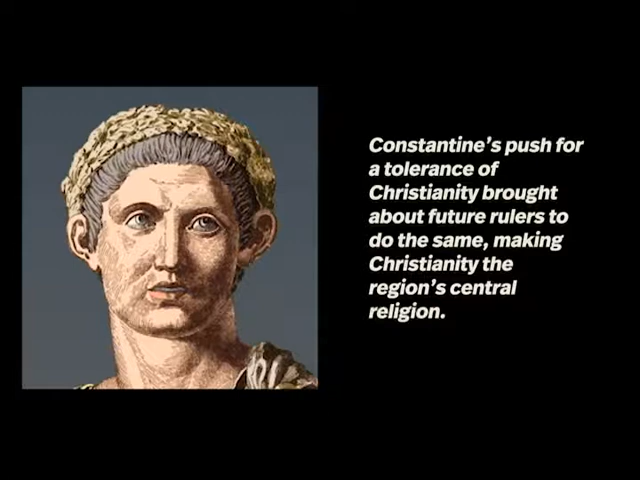 Constantine's push for
a tolerance of
Christianity brought
about future rulers to
do the same, making
Christianity the
region's central
religion.